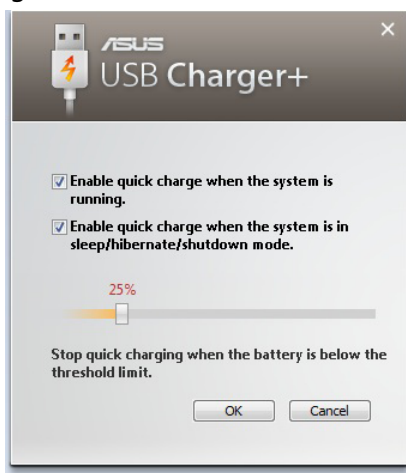 ASUS
USB Charger+
Enable quick charge when the system is
running.
Enable quick charge when the system is in
sleep/hibernate/shutdown mode.
25%
Stop quick charging when the battery is below the
threshold limit.
OK Cancel